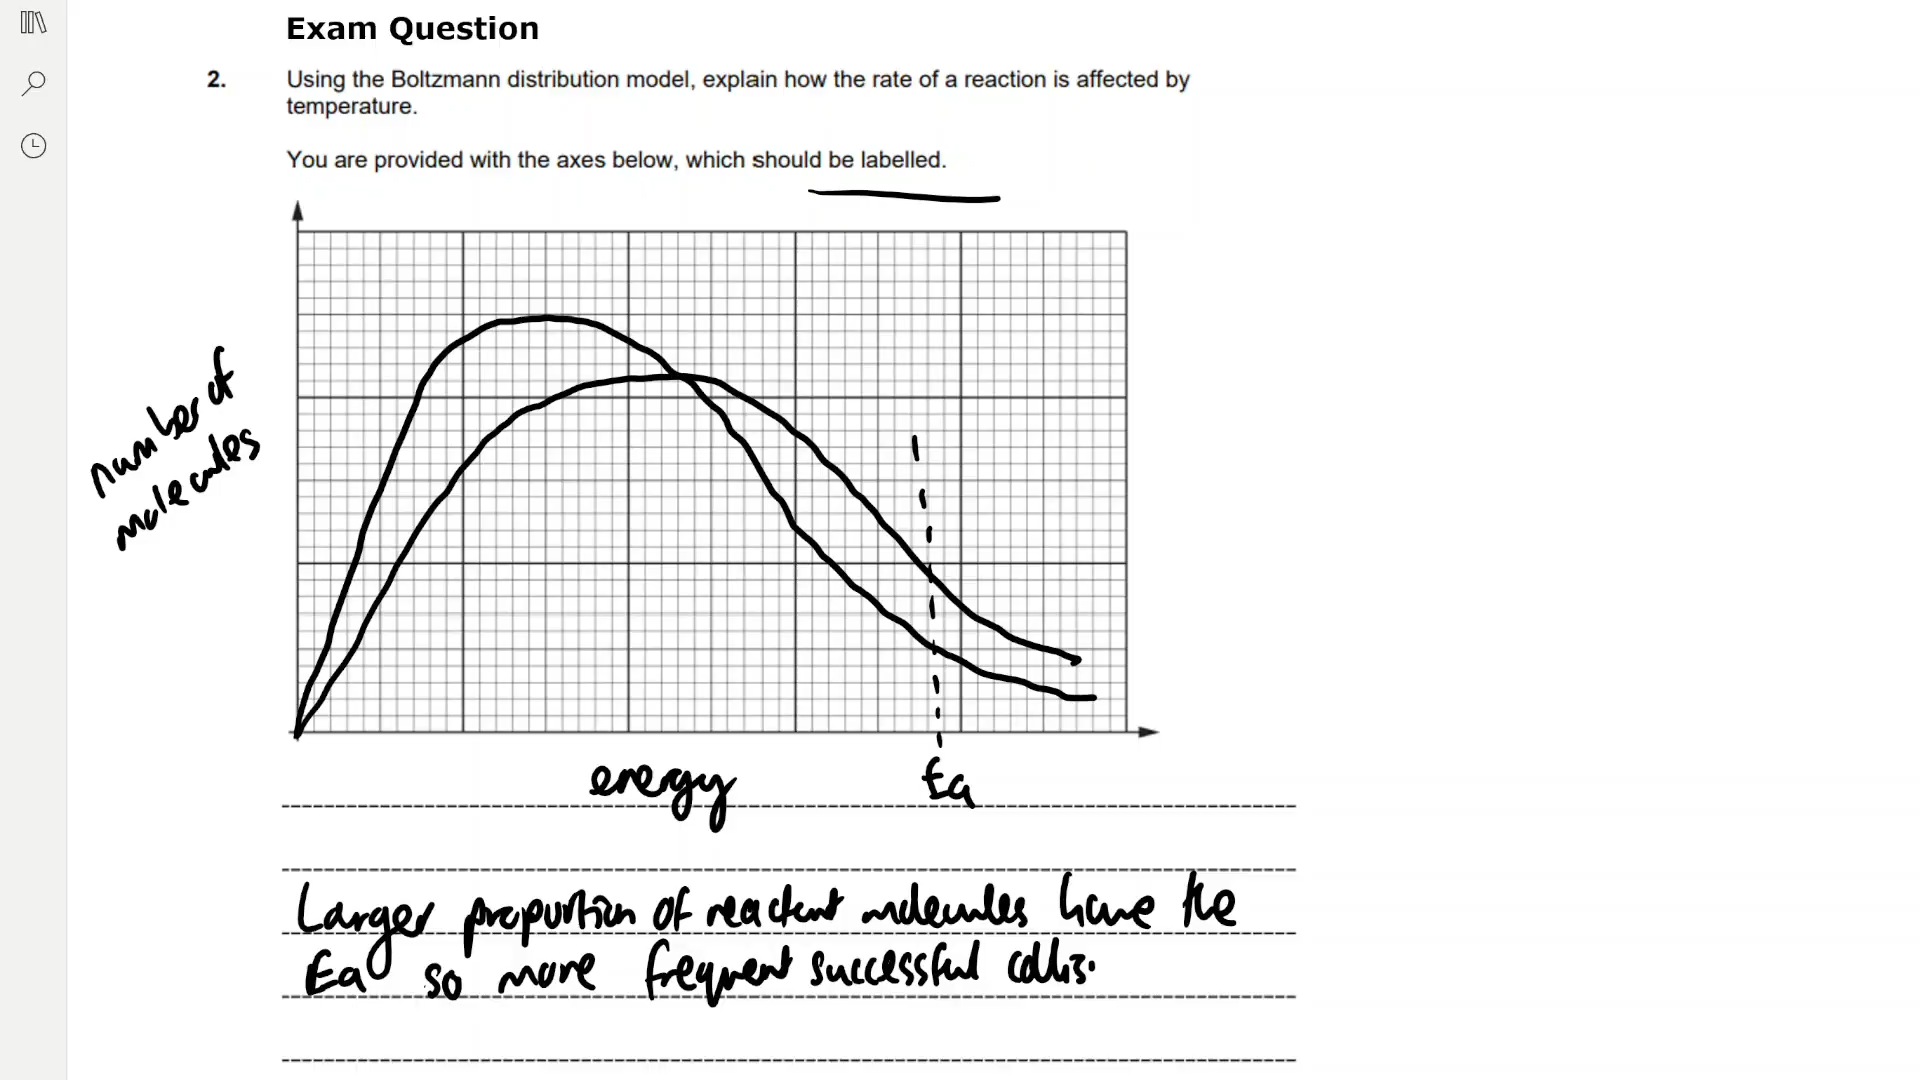 Exam Question
2. Using the Boltzmann distribution model, explain how the rate of a reaction is affected by
temperature.
You are provided with the axes below, which should be labelled.
number of
molecules
energy
Ea
Larger proportion of reactant molecules have the
Ea so more frequent successful collis.